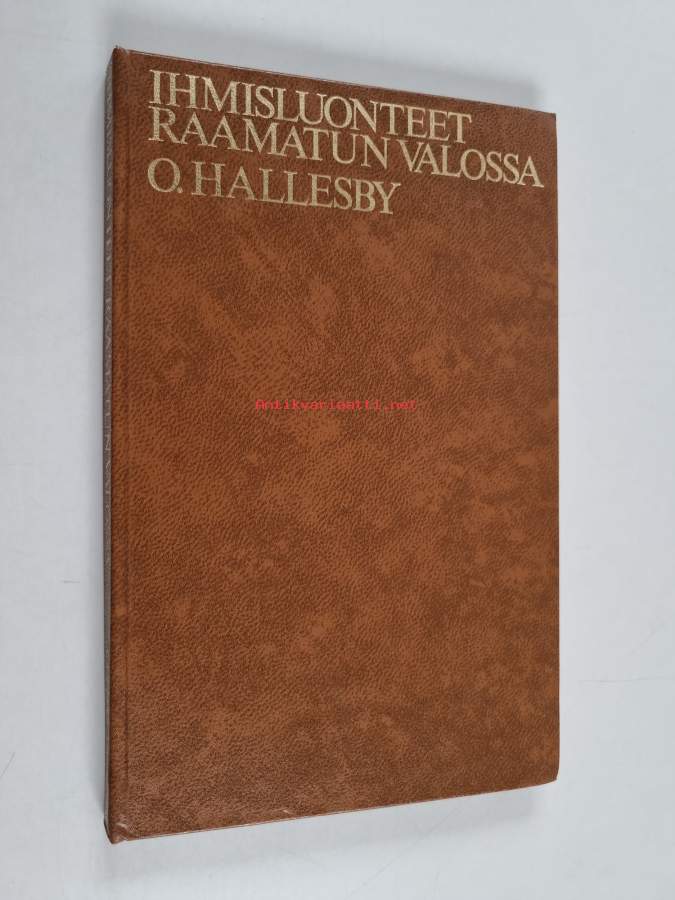 IHMISLUONTEET
RAAMATUN VALOSSA
O. HALLESBY
Antikvariaatti.net